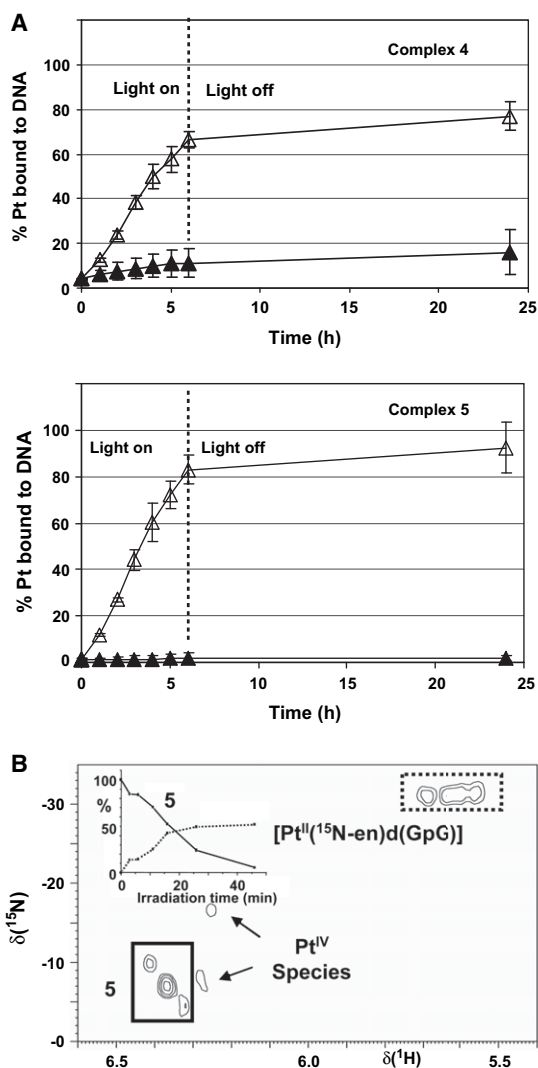 A
Complex 4
Light on
Light off
% Pt bound to DNA
100
80
60
40
20
0
0 5 10 15 20 25
Time (h)
Complex 5
Light on
Light off
% Pt bound to DNA
100
80
60
40
20
0
0 5 10 15 20 25
Time (h)
B
100
%
50
0
5
0 20 40
Irradiation time (min)
[Pt^II(^15N-en)d(GpG)]
Pt^IV
Species
5
δ(^15N)
-30
-20
-10
-0
6.5 6.0 δ(^1H) 5.5